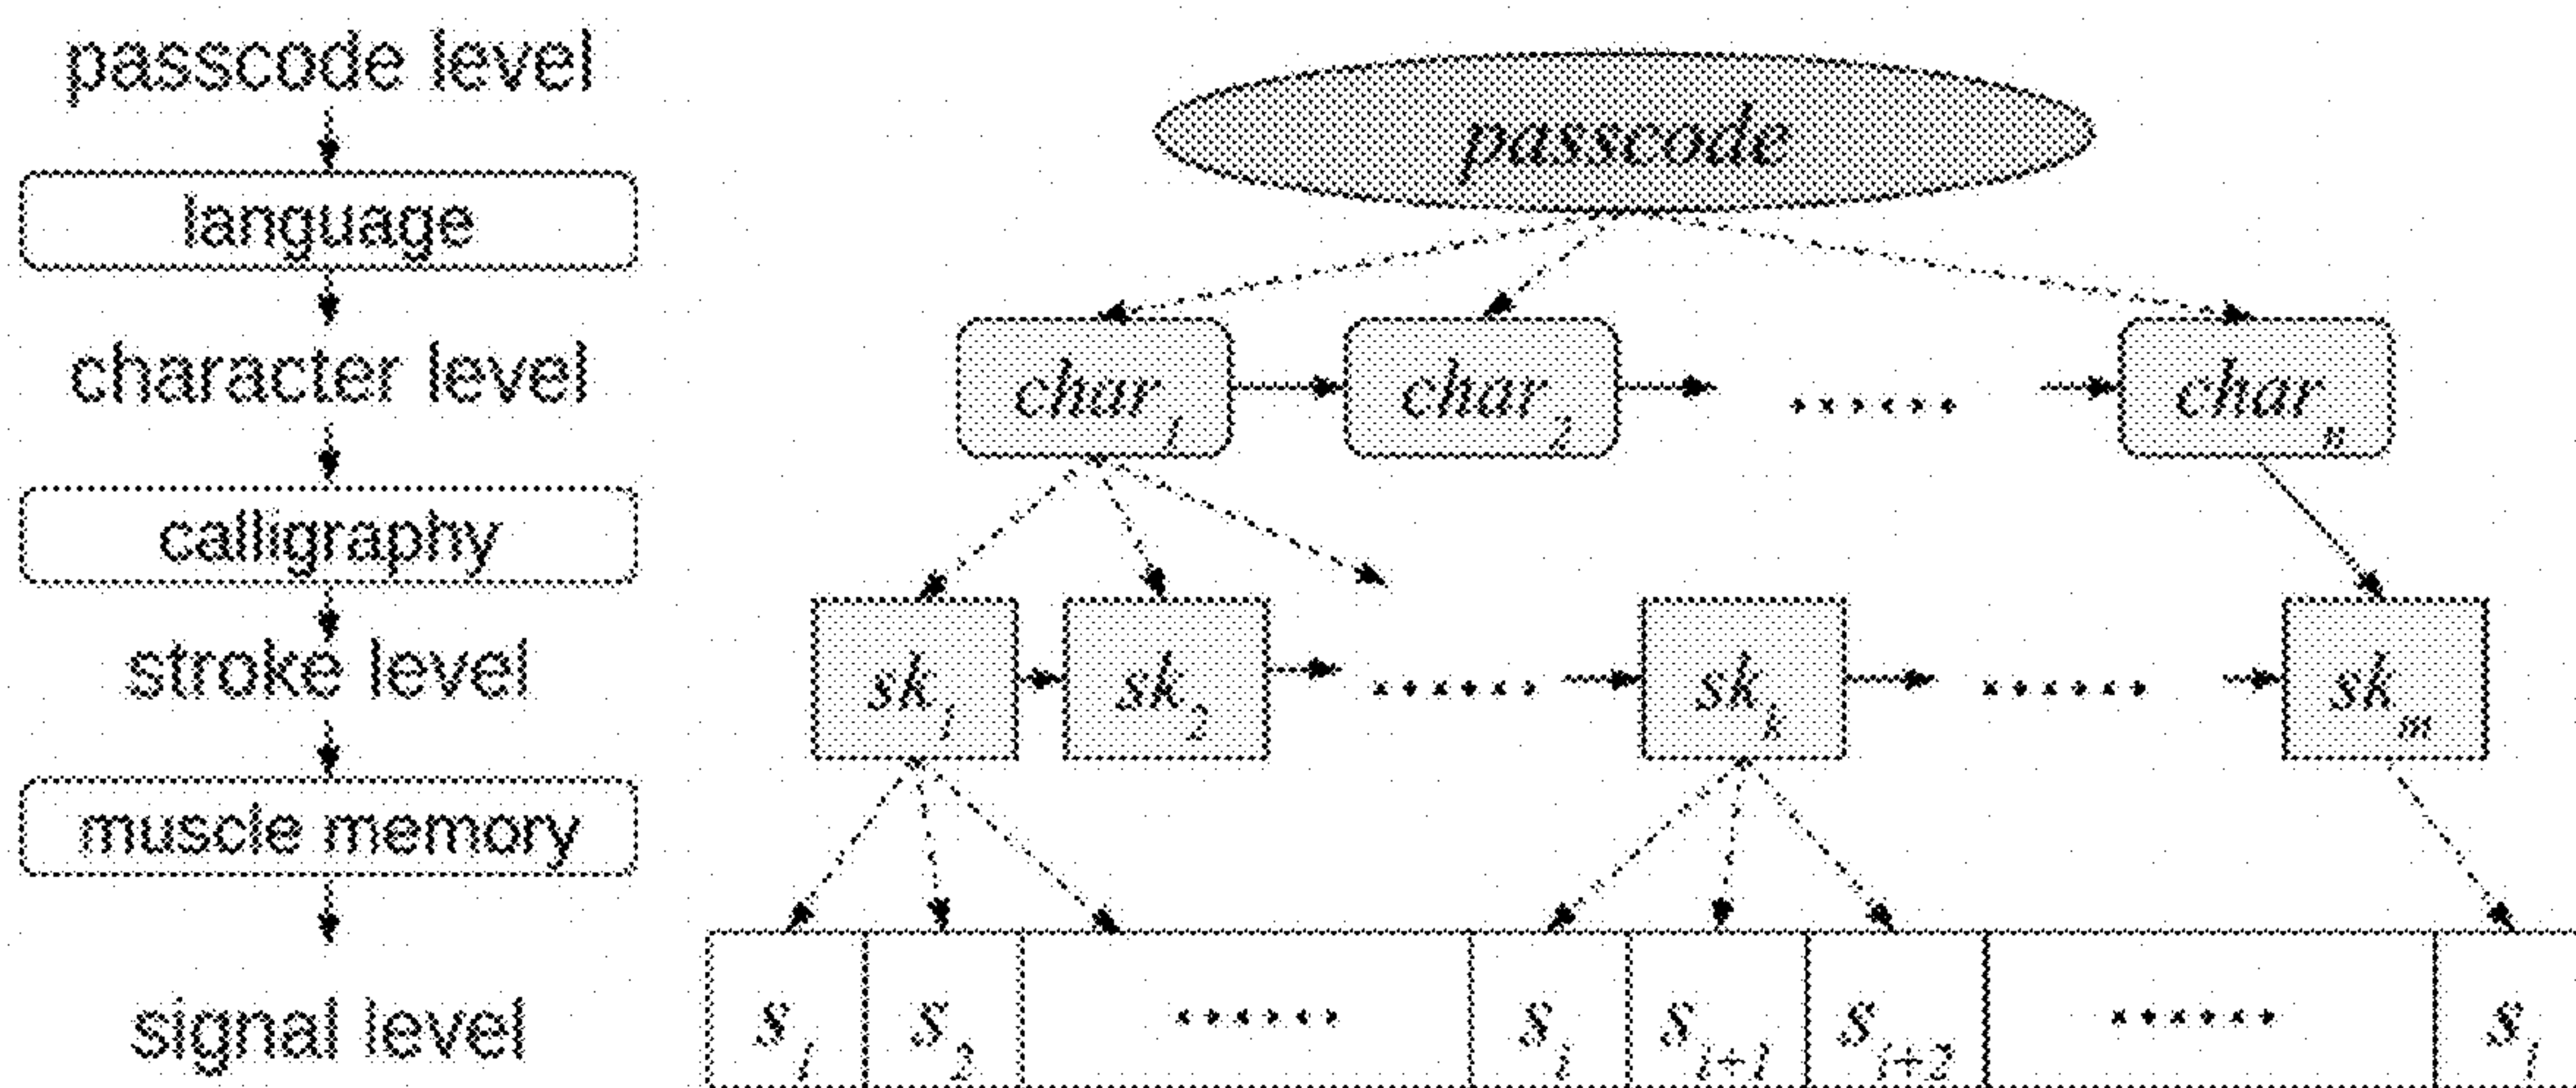 passcode level
language
character level
calligraphy
stroke level
muscle memory
signal level
passcode
char1 char2 ...... charn
sk1 sk2 ...... skk ...... skm
s1 s2 ...... si si+1 si+2 ...... sl